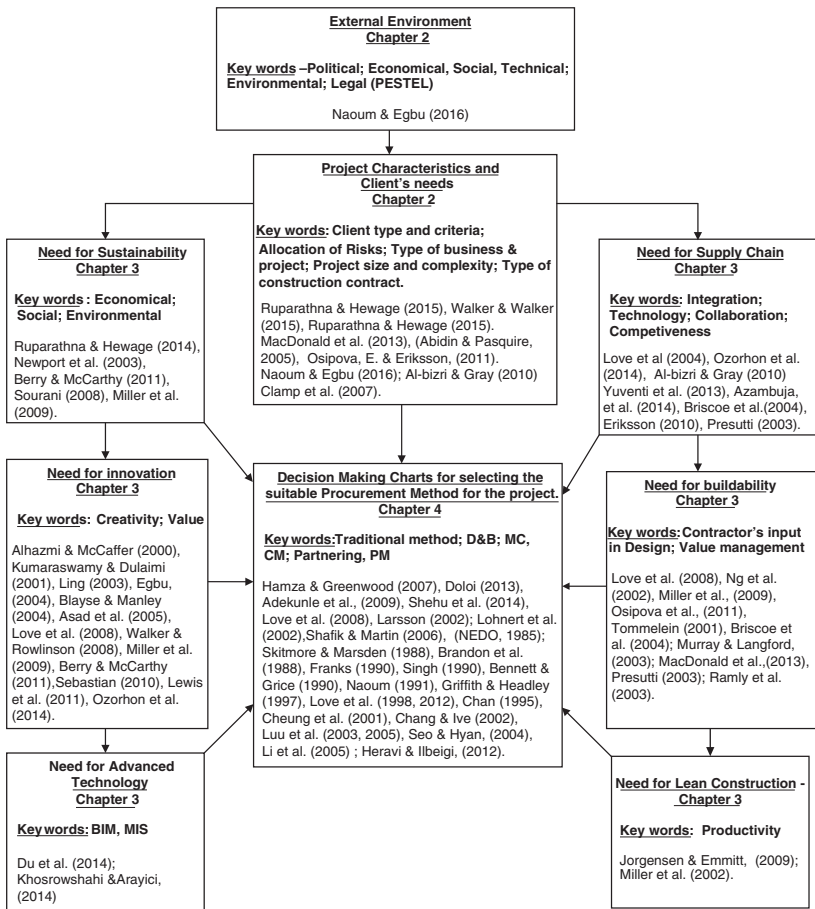 External Environment
Chapter 2
Key words –Political; Economical, Social, Technical;
Environmental; Legal (PESTEL)
Naoum & Egbu (2016)
Project Characteristics and
Client's needs
Chapter 2
Key words: Client type and criteria;
Allocation of Risks; Type of business &
project; Project size and complexity; Type of
construction contract.
Ruparathna & Hewage (2015), Walker & Walker
(2015), Ruparathna & Hewage (2015).
MacDonald et al. (2013), (Abidin & Pasquire,
2005), Osipova, E. & Eriksson, (2011).
Naoum & Egbu (2016); Al-bizri & Gray (2010)
Clamp et al. (2007).
Need for Sustainability
Chapter 3
Key words : Economical;
Social; Environmental
Ruparathna & Hewage (2014),
Newport et al. (2003),
Berry & McCarthy (2011),
Sourani (2008), Miller et al.
(2009).
Need for Supply Chain
Chapter 3
Key words: Integration;
Technology; Collaboration;
Competiveness
Love et al (2004), Ozorhon et al.
(2014), Al-bizri & Gray (2010)
Yuventi et al. (2013), Azambuja,
et al. (2014), Briscoe et al.(2004),
Eriksson (2010), Presutti (2003).
Need for innovation
Chapter 3
Key words: Creativity; Value
Alhazmi & McCaffer (2000),
Kumaraswamy & Dulaimi
(2001), Ling (2003), Egbu,
(2004), Blayse & Manley
(2004), Asad et al. (2005),
Love et al. (2008), Walker &
Rowlinson (2008), Miller et al.
(2009), Berry & McCarthy
(2011),Sebastian (2010), Lewis
et al. (2011), Ozorhon et al.
2014).
Decision Making Charts for selecting the
suitable Procurement Method for the project.
Chapter 4
Key words:Traditional method; D&B; MC,
CM; Partnering, PM
Hamza & Greenwood (2007), Doloi (2013),
Adekunle et al., (2009), Shehu et al. (2014),
Love et al. (2008), Larsson (2002); Lohnert et al.
(2002),Shafik & Martin (2006), (NEDO, 1985);
Skitmore & Marsden (1988), Brandon et al.
(1988), Franks (1990), Singh (1990), Bennett &
Grice (1990), Naoum (1991), Griffith & Headley
(1997), Love et al. (1998, 2012), Chan (1995),
Cheung et al. (2001), Chang & Ive (2002),
Luu et al. (2003, 2005), Seo & Hyan, (2004),
Li et al. (2005) ; Heravi & Ilbeigi, (2012).
Need for buildability
Chapter 3
Key words:Contractor's input
in Design; Value management
Love et al. (2008), Ng et al.
(2002), Miller et al., (2009),
Osipova et al., (2011),
Tommelein (2001), Briscoe et
al. (2004); Murray & Langford,
(2003); MacDonald et al.,(2013),
Presutti (2003); Ramly et al.
(2003).
Need for Advanced
Technology
Chapter 3
Key words: BIM, MIS
Du et al. (2014);
Khosrowshahi &Arayici,
(2014)
Need for Lean Construction -
Chapter 3
Key words: Productivity
Jorgensen & Emmitt, (2009);
Miller et al. (2002).